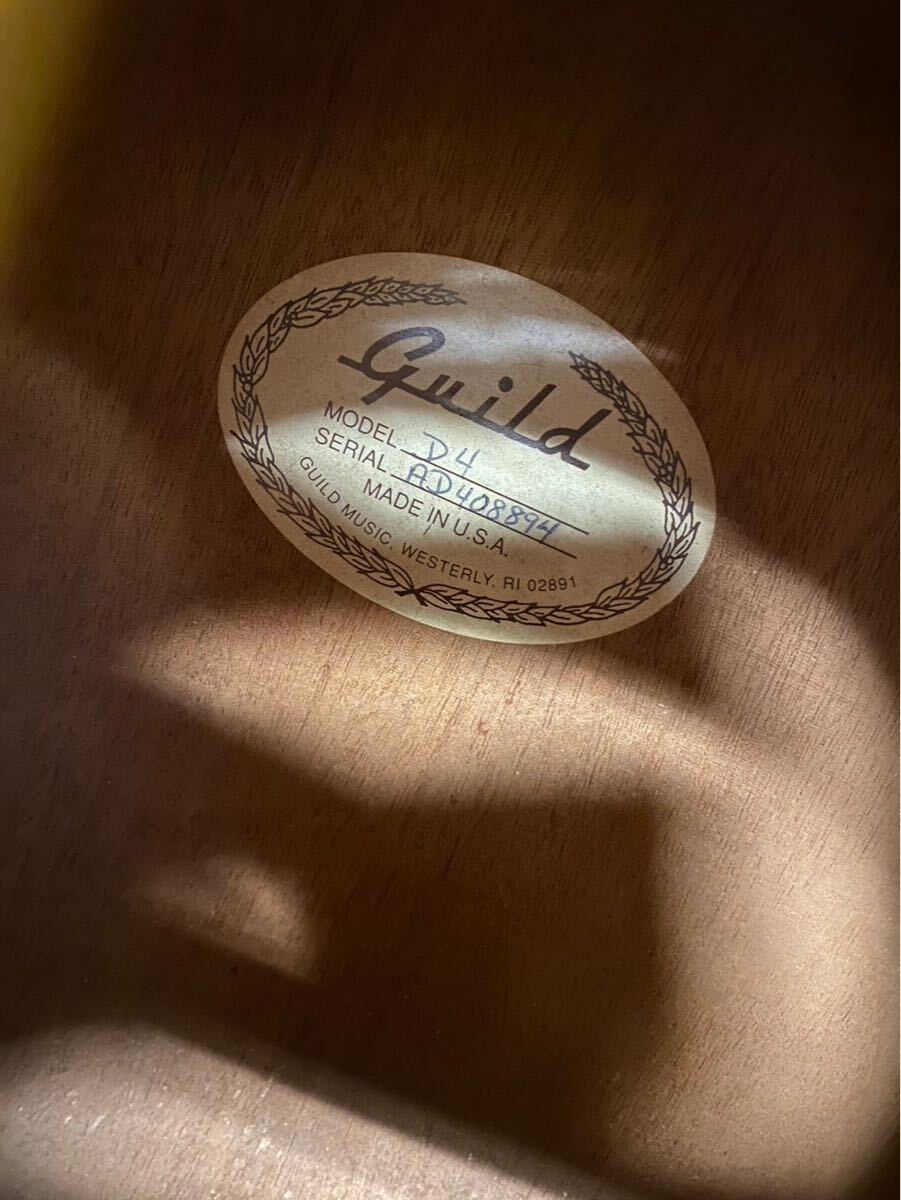 Guild
MODEL D4
SERIAL AD408894
MADE IN U.S.A.
GUILD MUSIC, WESTERLY, RI 02891